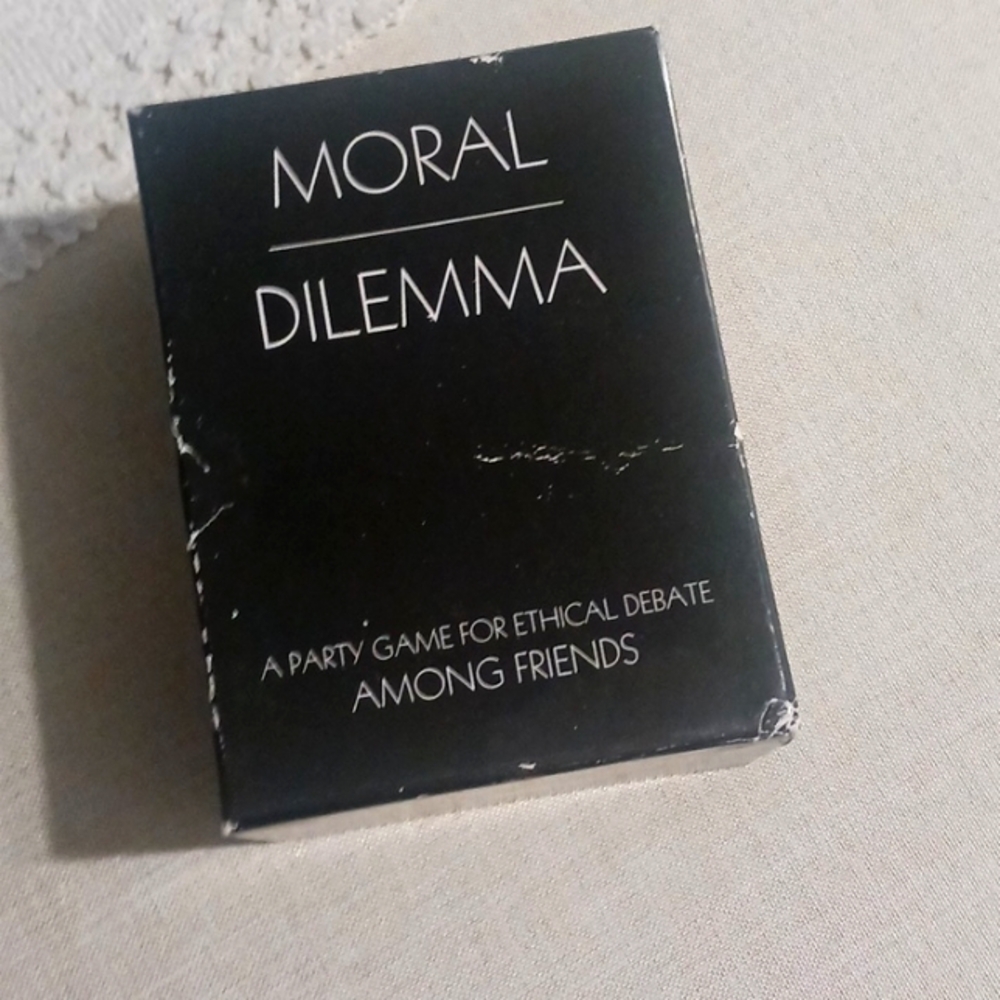 MORAL
DILEMMA
A PARTY GAME FOR ETHICAL DEBATE
AMONG FRIENDS